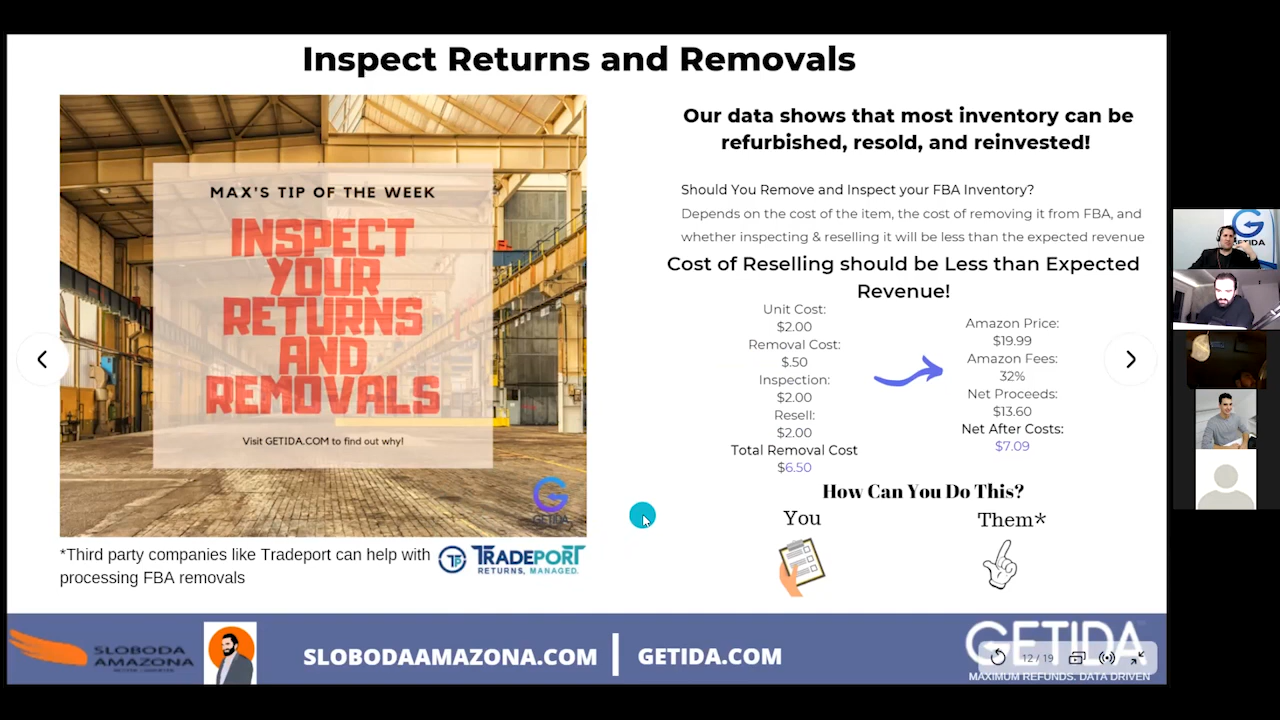 Inspect Returns and Removals
MAX'S TIP OF THE WEEK
INSPECT
YOUR
RETURNS
AND
REMOVALS
Visit GETIDA.COM to find out why!
GETIDA
*Third party companies like Tradeport can help with
processing FBA removals
TP
TRADEPORT
RETURNS, MANAGED.
Our data shows that most inventory can be
refurbished, resold, and reinvested!
Should You Remove and Inspect your FBA Inventory?
Depends on the cost of the item, the cost of removing it from FBA, and
whether inspecting & reselling it will be less than the expected revenue
Cost of Reselling should be Less than Expected
Revenue!
Unit Cost:
$2.00
Removal Cost:
$.50
Inspection:
$2.00
Resell:
$2.00
Total Removal Cost
$6.50
Amazon Price:
$19.99
Amazon Fees:
32%
Net Proceeds:
$13.60
Net After Costs:
$7.09
How Can You Do This?
You
Them*
SLOBODA
AMAZONA
SLOBODAAMAZONA.COM | GETIDA.COM
GETIDA
12 / 19
MAXIMUM REFUNDS. DATA DRIVEN